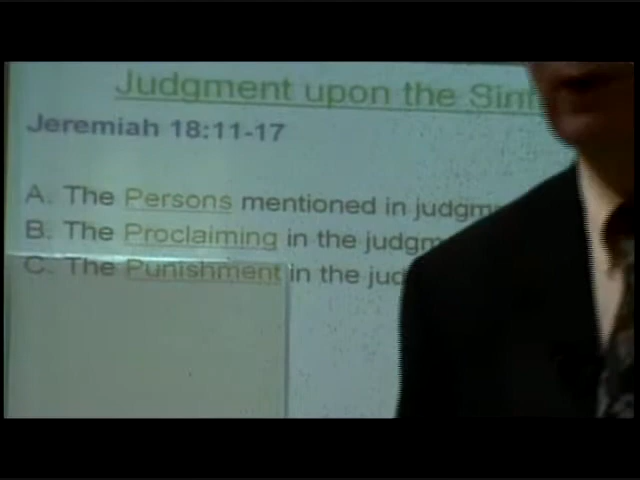 Judgment upon the
Jeremiah 18:11-17
A. The Persons mentioned in
B. The Proclaiming in the
C. The Punishment in the